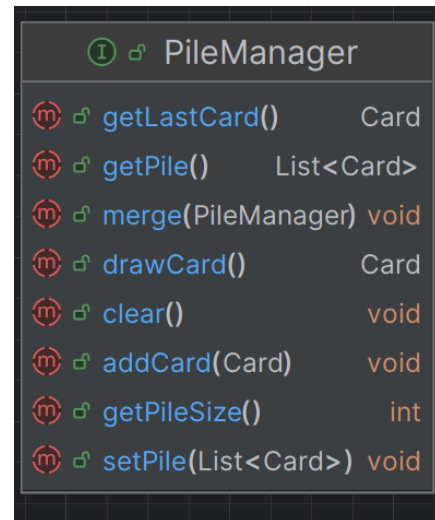 PileManager
getLastCard() Card
getPile() List<Card>
merge(PileManager) void
drawCard() Card
clear() void
addCard(Card) void
getPileSize() int
setPile(List<Card>) void